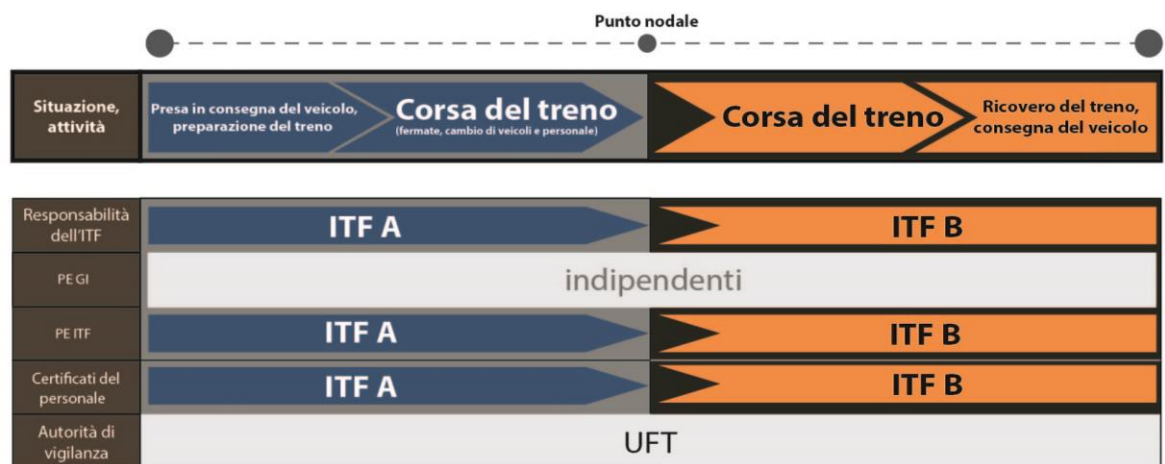 Punto nodale
Situazione,
attività
Presa in consegna del veicolo,
preparazione del treno
Corsa del treno
(fermate, cambio di veicoli e personale)
Corsa del treno
Ricovero del treno,
consegna del veicolo
Responsabilità
dell'ITF
ITF A
ITF B
PE GI
indipendenti
PE ITF
ITF A
ITF B
Certificati del
personale
ITF A
ITF B
Autorità di
vigilanza
UFT